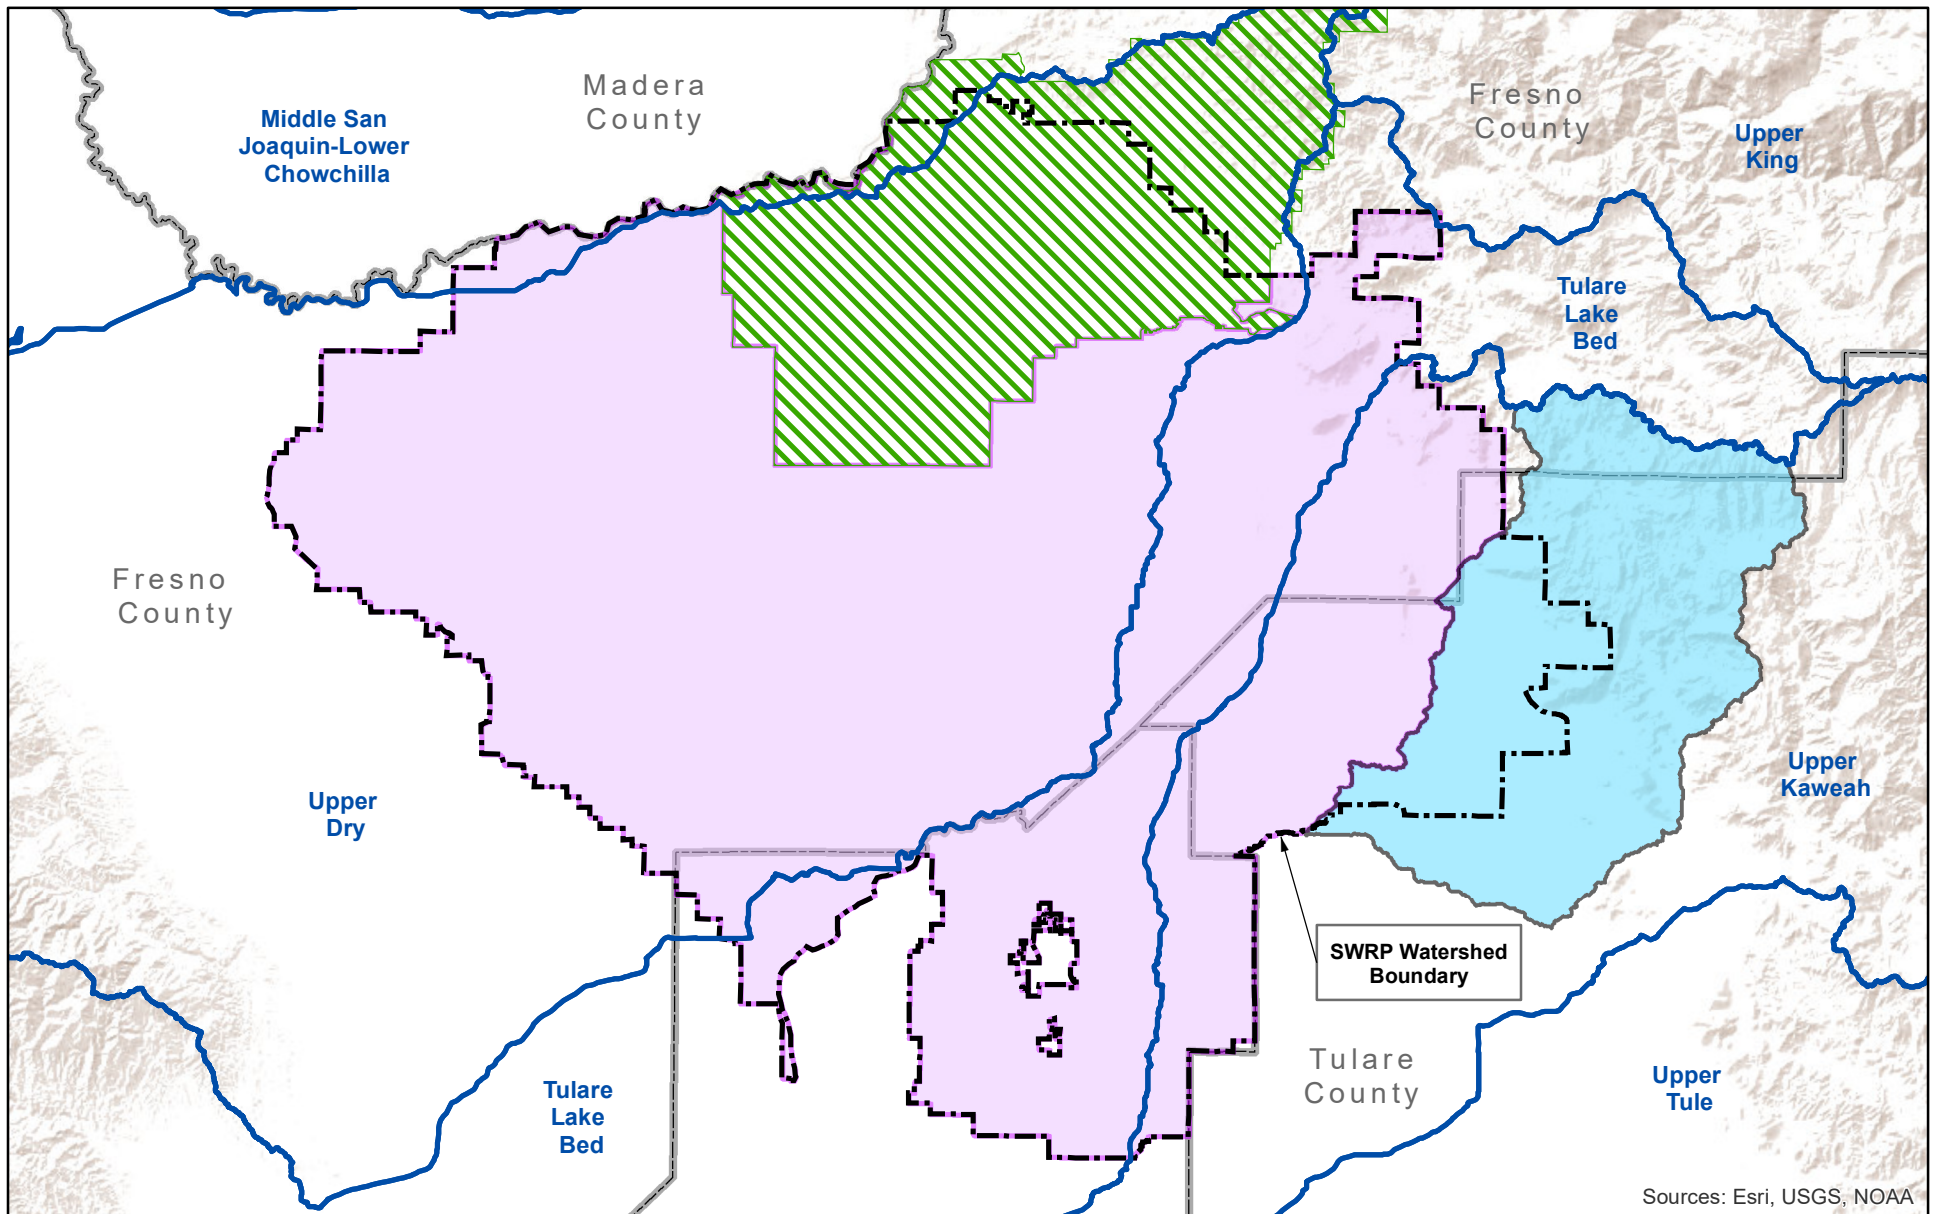 Madera
County
Fresno
County
Middle San
Joaquin-Lower
Chowchilla
Upper
King
Tulare
Lake
Bed
Fresno
County
Upper
Dry
Upper
Kaweah
SWRP Watershed
Boundary
Tulare
County
Tulare
Lake
Bed
Upper
Tule
Sources: Esri, USGS, NOAA